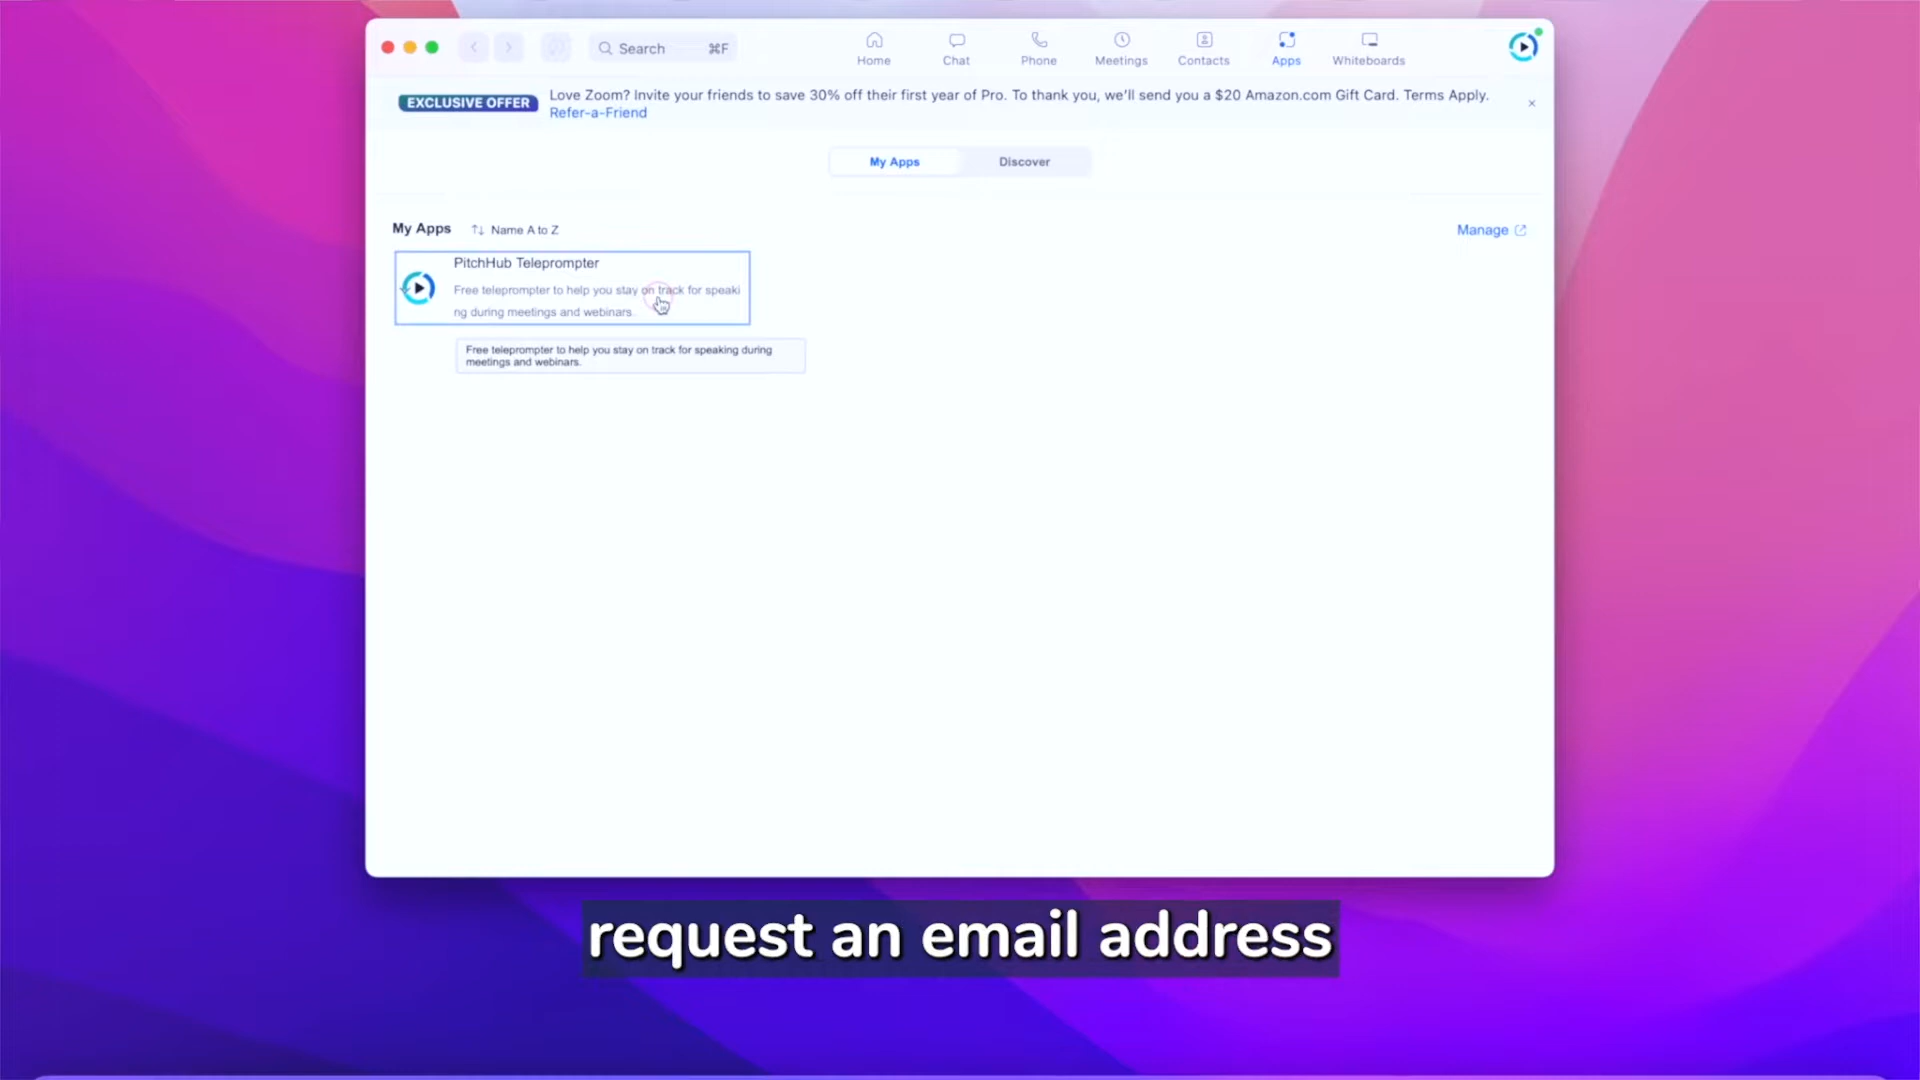 Search ⌘F
Home
Chat
Phone
Meetings
Contacts
Apps
Whiteboards
EXCLUSIVE OFFER
Love Zoom? Invite your friends to save 30% off their first year of Pro. To thank you, we'll send you a $20 Amazon.com Gift Card. Terms Apply.
Refer-a-Friend
My Apps
Discover
My Apps
Name A to Z
Manage
PitchHub Teleprompter
Free teleprompter to help you stay on track for speaki
ng during meetings and webinars.
Free teleprompter to help you stay on track for speaking during
meetings and webinars.
request an email address